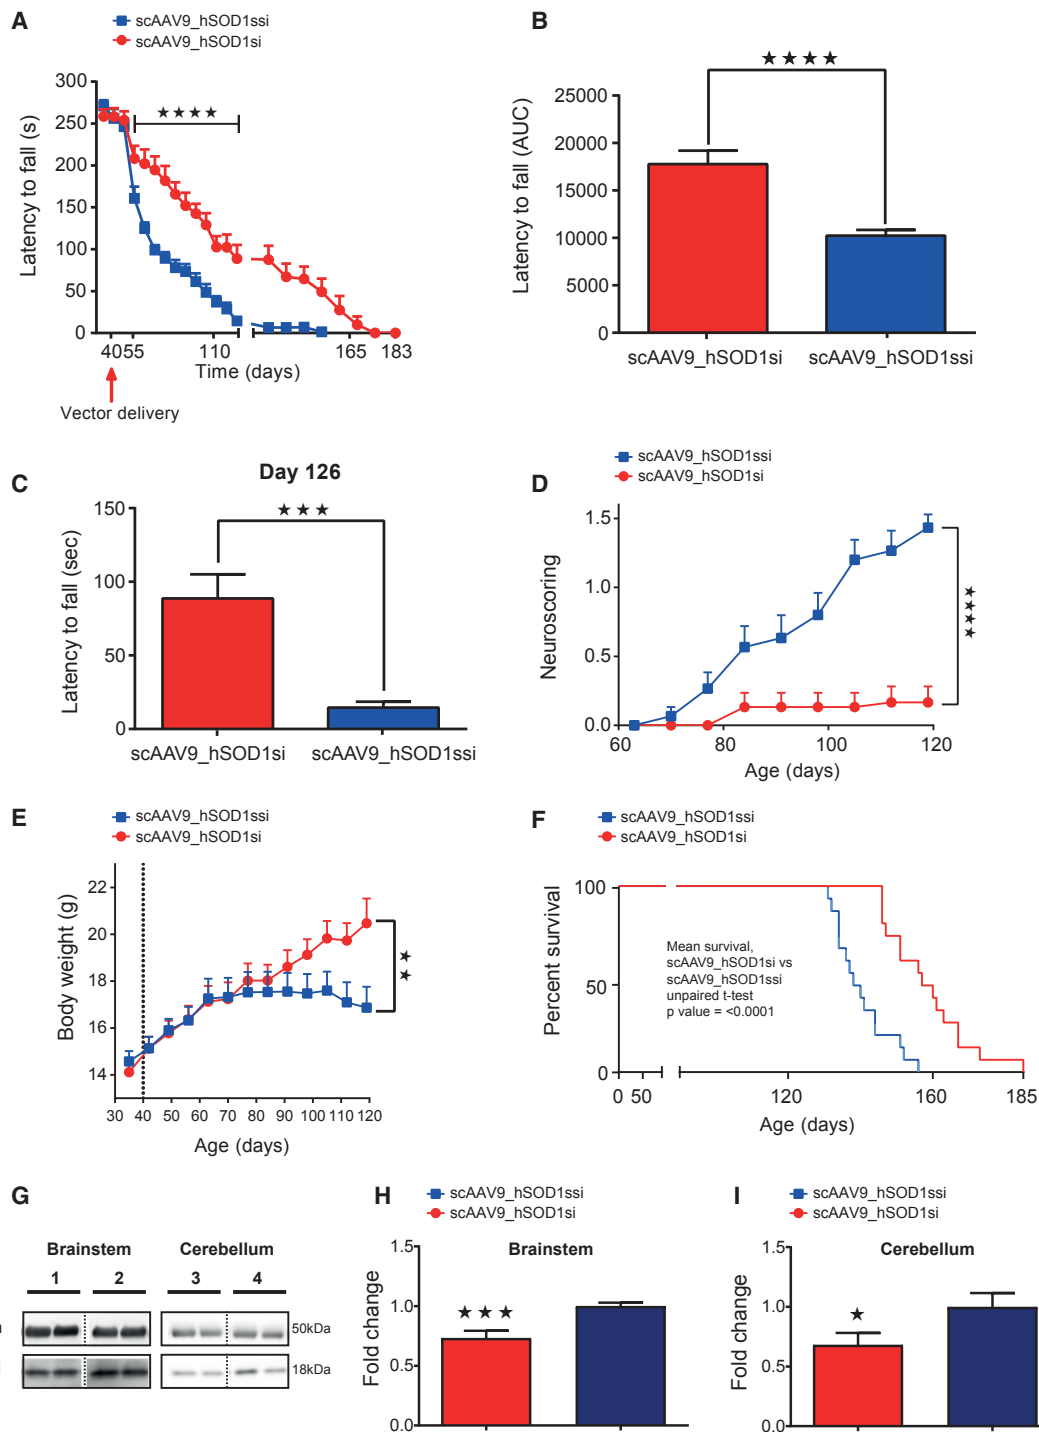 A
scAAV9_hSOD1ssi
scAAV9_hSOD1si
Latency to fall (s)
300
250
200
150
100
50
0
★★★★
40 55 110 165 183
Time (days)
Vector delivery
B
Latency to fall (AUC)
25000
20000
15000
10000
5000
0
★★★★
scAAV9_hSOD1si scAAV9_hSOD1ssi
C
Day 126
Latency to fall (sec)
150
100
50
0
★★★
scAAV9_hSOD1si scAAV9_hSOD1ssi
D
scAAV9_hSOD1ssi
scAAV9_hSOD1si
Neuroscoring
1.5
1.0
0.5
0.0
★★★★
60 80 100 120
Age (days)
E
scAAV9_hSOD1ssi
scAAV9_hSOD1si
Body weight (g)
22
20
18
16
14
★★
30 40 50 60 70 80 90 100 110 120
Age (days)
F
scAAV9_hSOD1ssi
scAAV9_hSOD1si
Percent survival
100
50
0
Mean survival,
scAAV9_hSOD1si vs
scAAV9_hSOD1ssi
unpaired t-test
p value = <0.0001
0 50 120 160 185
Age (days)
G
Brainstem Cerebellum
1 2 3 4
50kDa
18kDa
H
scAAV9_hSOD1ssi
scAAV9_hSOD1si
Brainstem
Fold change
1.5
1.0
0.5
0.0
★★★
I
scAAV9_hSOD1ssi
scAAV9_hSOD1si
Cerebellum
Fold change
1.5
1.0
0.5
0.0
★